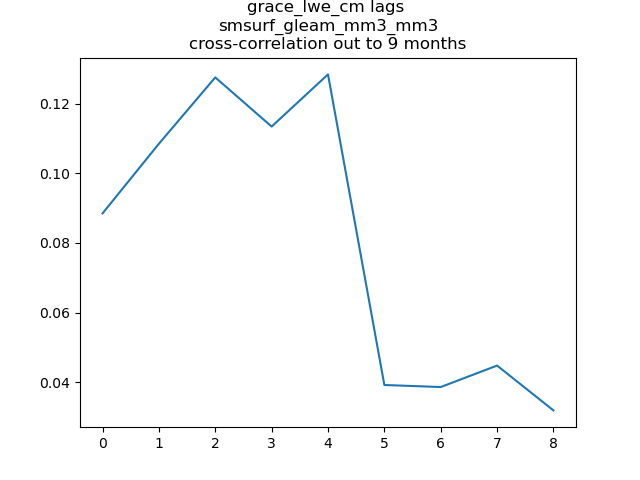 grace_lwe_cm lags
smsurf_gleam_mm3_mm3
cross-correlation out to 9 months
0.12
0.10
0.08
0.06
0.04
0 1 2 3 4 5 6 7 8